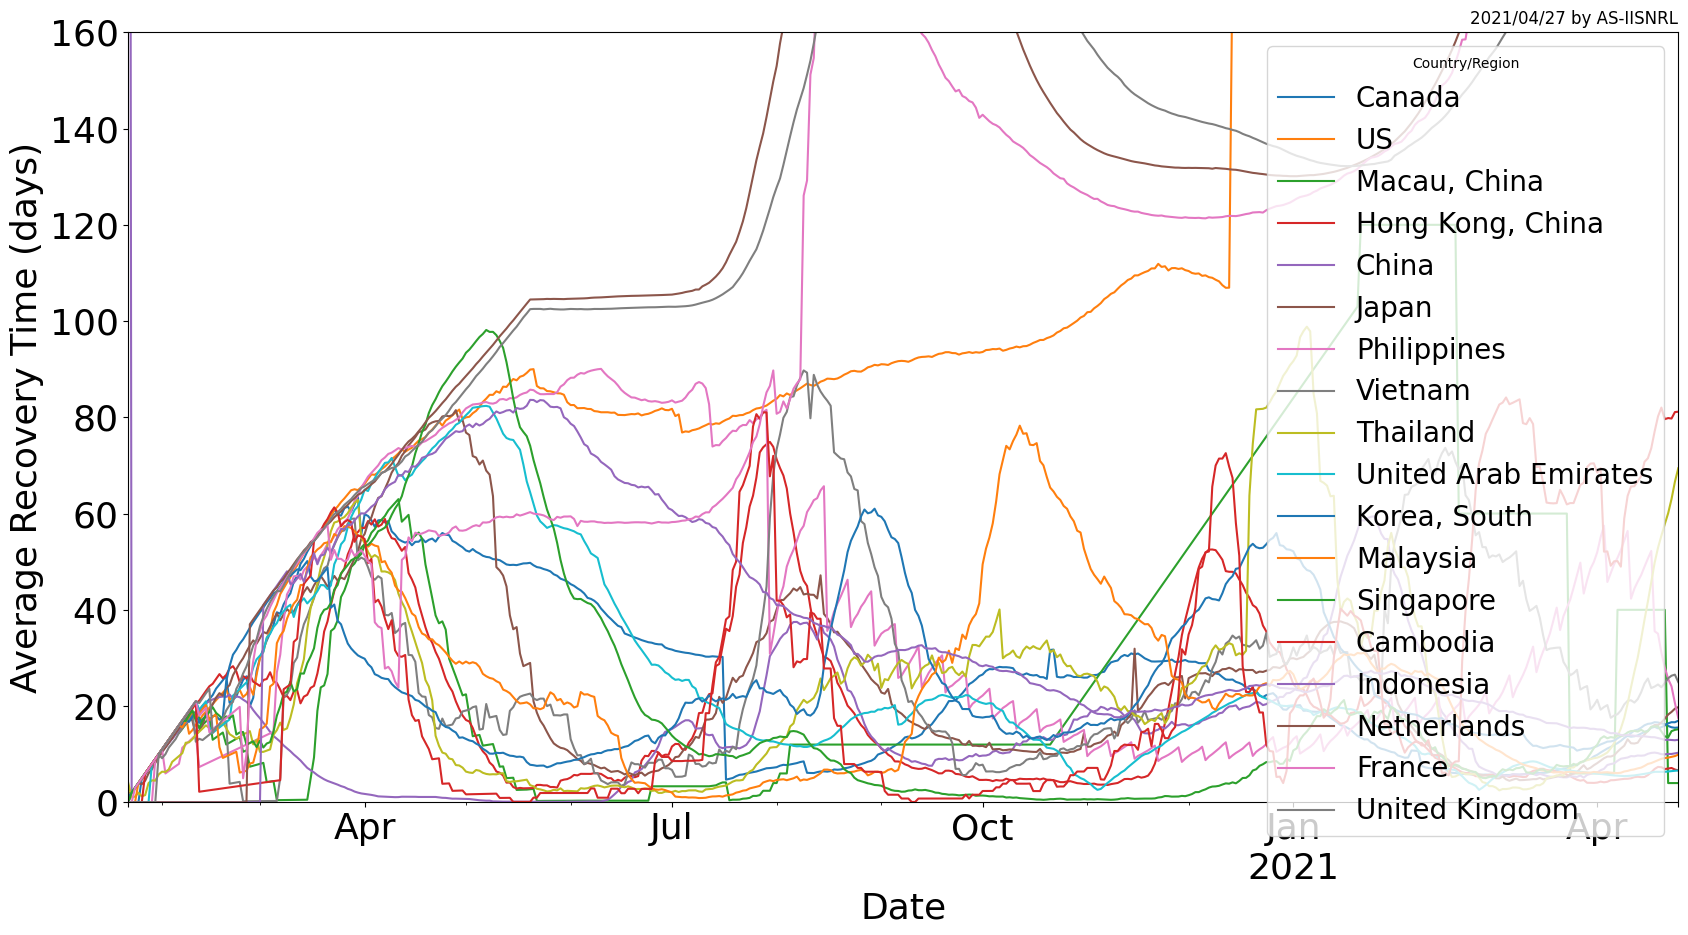 2021/04/27 by AS-IISNRL
Average Recovery Time (days)
160
140
120
100
80
60
40
20
0
Country/Region
Canada
US
Macau, China
Hong Kong, China
China
Japan
Philippines
Vietnam
Thailand
United Arab Emirates
Korea, South
Malaysia
Singapore
Cambodia
Indonesia
Netherlands
France
United Kingdom
Apr Jul Oct Jan Apr
2021
Date